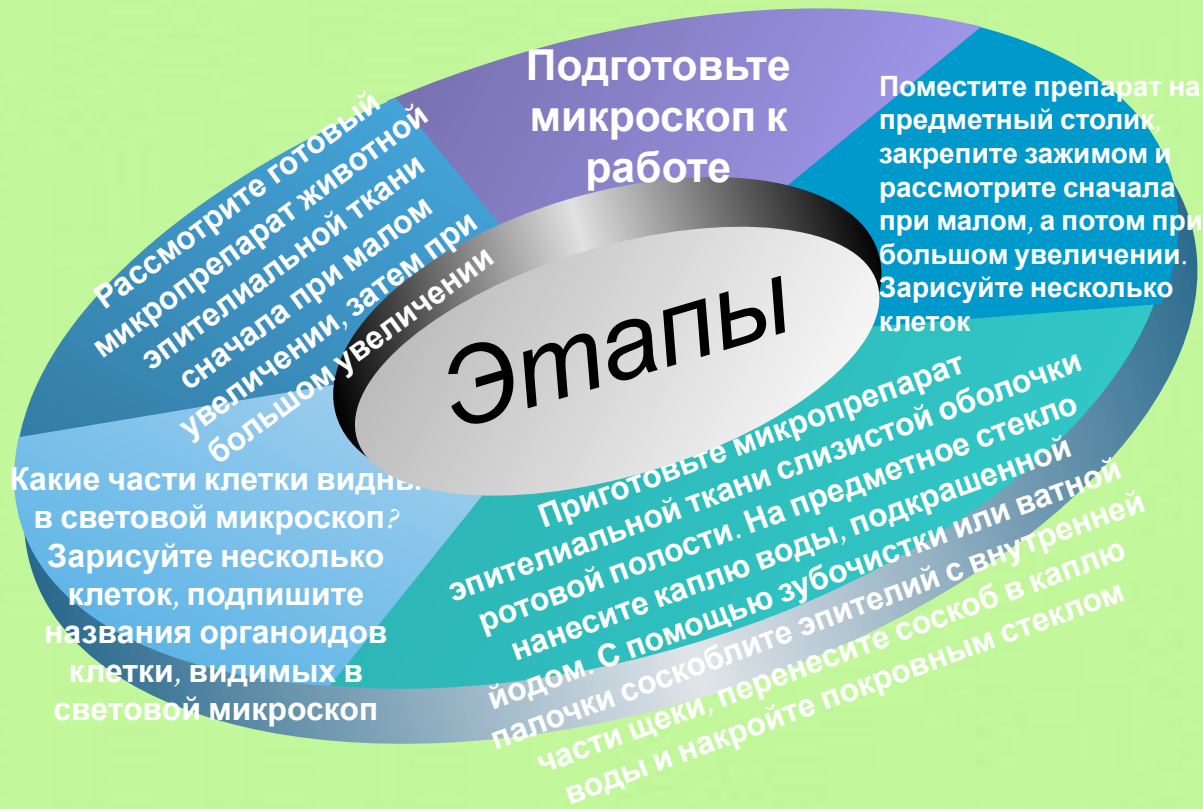 Подготовьте
микроскоп к
работе
Поместите препарат на
предметный столик,
закрепите зажимом и
рассмотрите сначала
при малом, а потом при
большом увеличении.
Зарисуйте несколько
клеток
Приготовьте микропрепарат
эпителиальной ткани слизистой оболочки
ротовой полости. На предметное стекло
нанесите каплю воды, подкрашенной
йодом. С помощью зубочистки или ватной
палочки соскоблите эпителий с внутренней
части щеки, перенесите соскоб в каплю
воды и накройте покровным стеклом
Какие части клетки видны
в световой микроскоп?
Зарисуйте несколько
клеток, подпишите
названия органоидов
клетки, видимых в
световой микроскоп
Рассмотрите готовый
микропрепарат животной
эпителиальной ткани
сначала при малом
увеличении, затем при
большом увеличении
Этапы